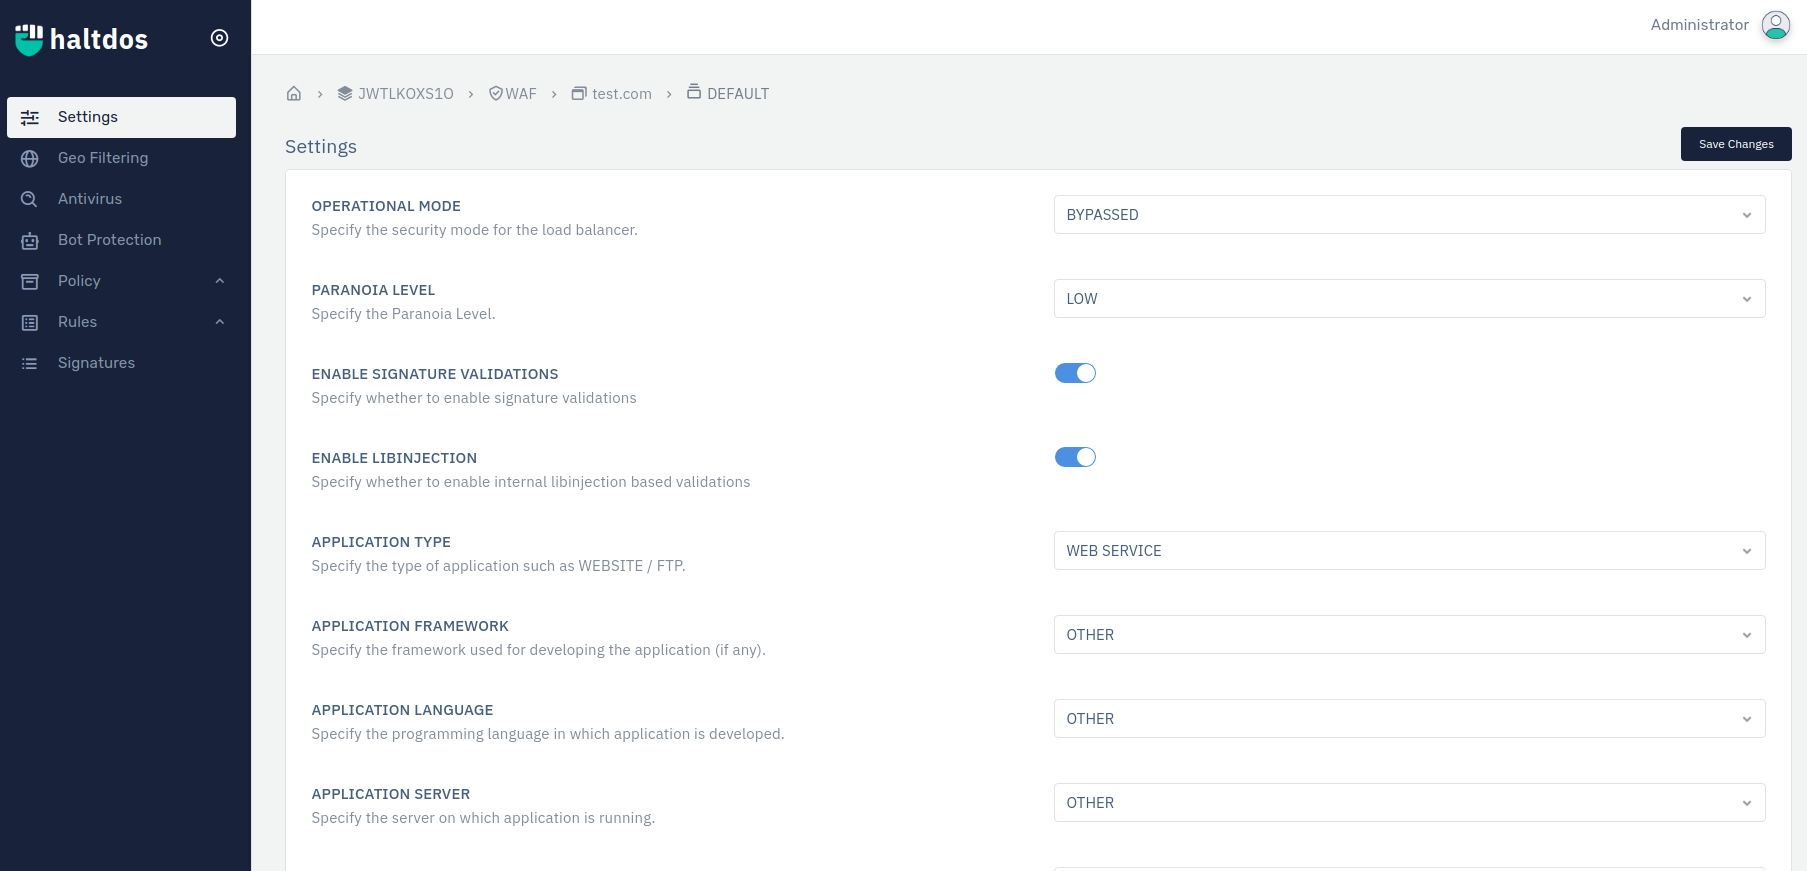 haltdos
Administrator
JWTLKOXS1O > WAF > test.com > DEFAULT
Settings
Geo Filtering
Antivirus
Bot Protection
Policy
Rules
Signatures
Settings
Save Changes
OPERATIONAL MODE
Specify the security mode for the load balancer.
BYPASSED
PARANOIA LEVEL
Specify the Paranoia Level.
LOW
ENABLE SIGNATURE VALIDATIONS
Specify whether to enable signature validations
ENABLE LIBINJECTION
Specify whether to enable internal libinjection based validations
APPLICATION TYPE
Specify the type of application such as WEBSITE / FTP.
WEB SERVICE
APPLICATION FRAMEWORK
Specify the framework used for developing the application (if any).
OTHER
APPLICATION LANGUAGE
Specify the programming language in which application is developed.
OTHER
APPLICATION SERVER
Specify the server on which application is running.
OTHER